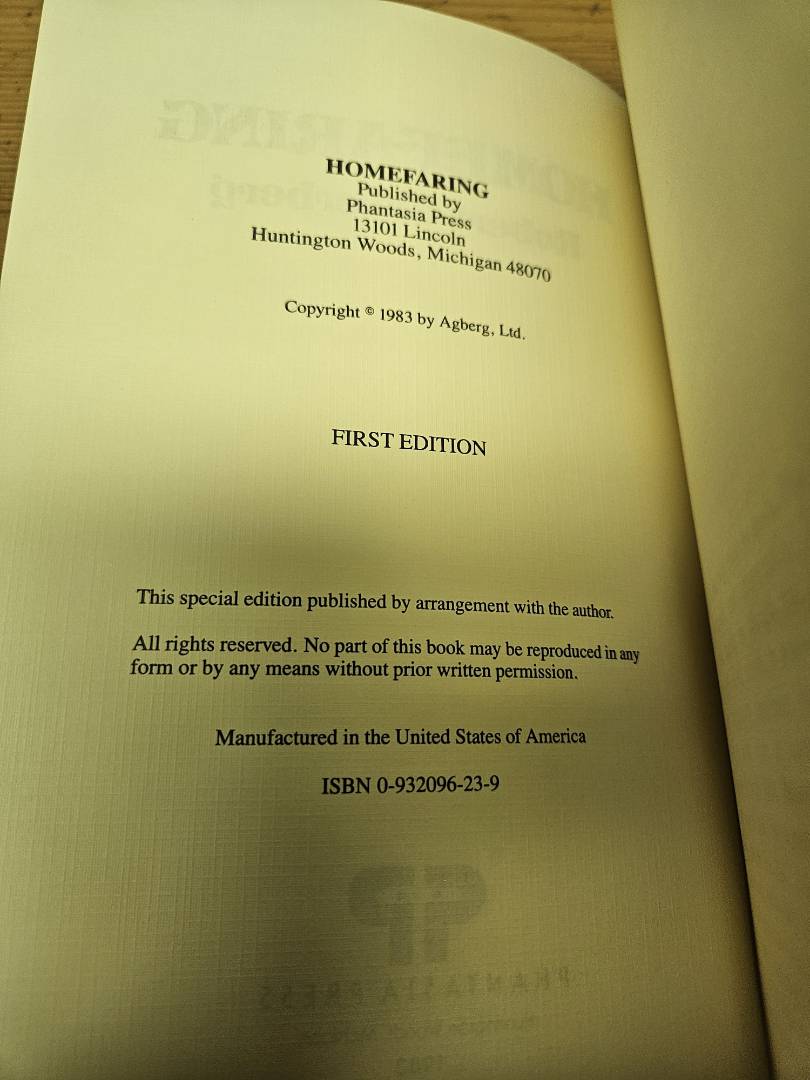 HOMEFARING
Published by
Phantasia Press
13101 Lincoln
Huntington Woods, Michigan 48070
Copyright © 1983 by Agberg, Ltd.
FIRST EDITION
This special edition published by arrangement with the author.
All rights reserved. No part of this book may be reproduced in any
form or by any means without prior written permission.
Manufactured in the United States of America
ISBN 0-932096-23-9